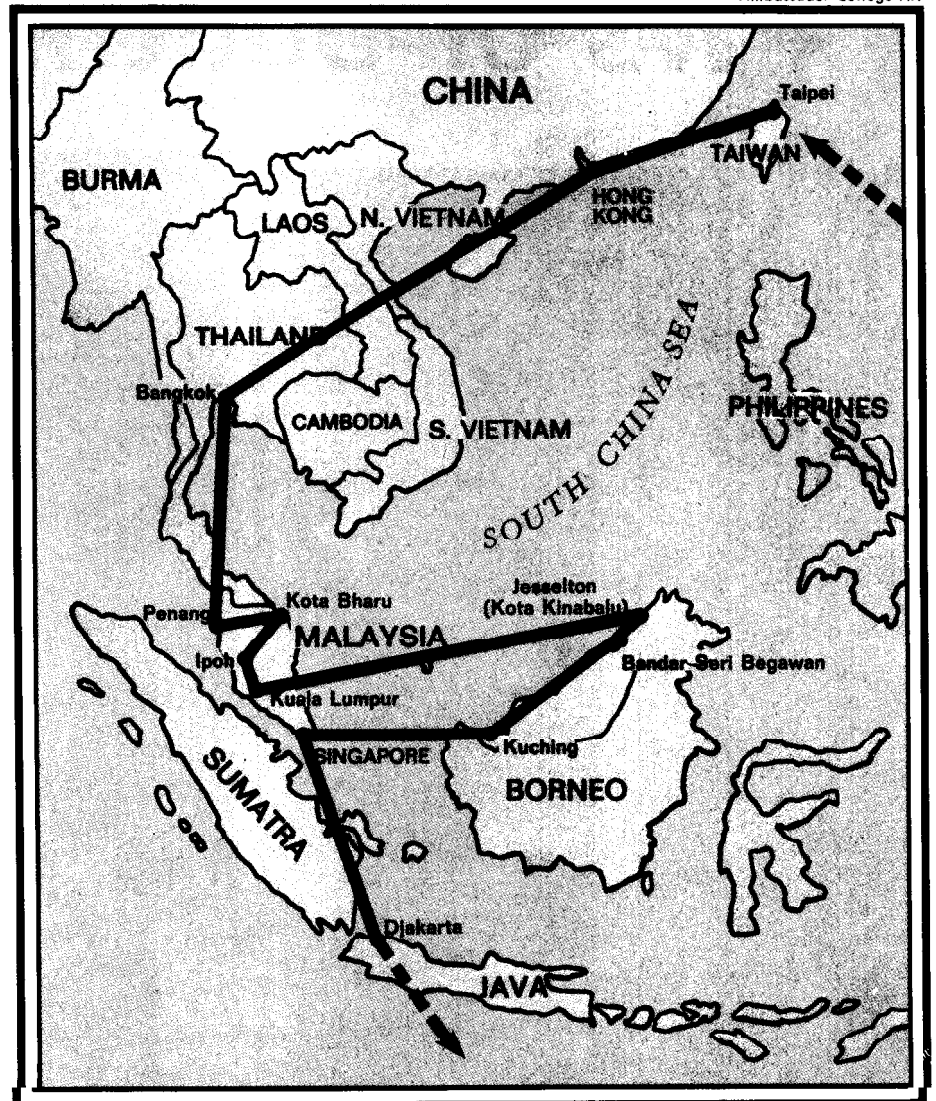 CHINA
Taipei
TAIWAN
BURMA
HONG
KONG
LAOS
N. VIETNAM
THAILAND
Bangkok
CAMBODIA
S. VIETNAM
PHILIPPINES
SOUTH CHINA SEA
Jesselton
(Kota Kinabalu)
Penang
Kota Bharu
MALAYSIA
Ipoh
Bandar Seri Begawan
Kuala Lumpur
SINGAPORE
Kuching
SUMATRA
BORNEO
Djakarta
JAVA